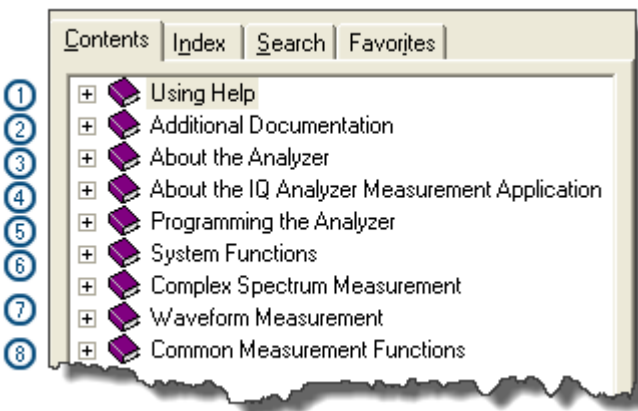 Contents Index Search Favorites
1 Using Help
2 Additional Documentation
3 About the Analyzer
4 About the IQ Analyzer Measurement Application
5 Programming the Analyzer
6 System Functions
Complex Spectrum Measurement
7 Waveform Measurement
8 Common Measurement Functions